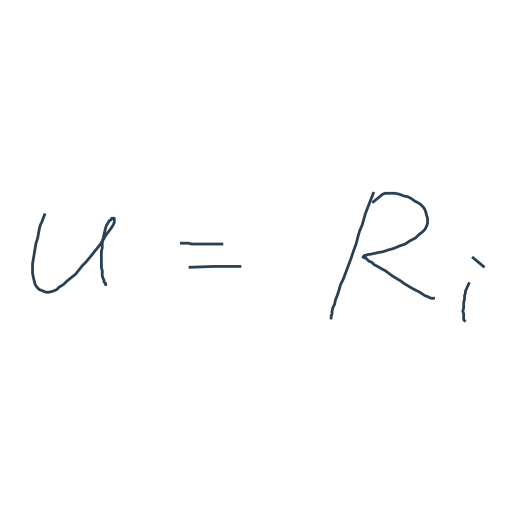 u = Ri